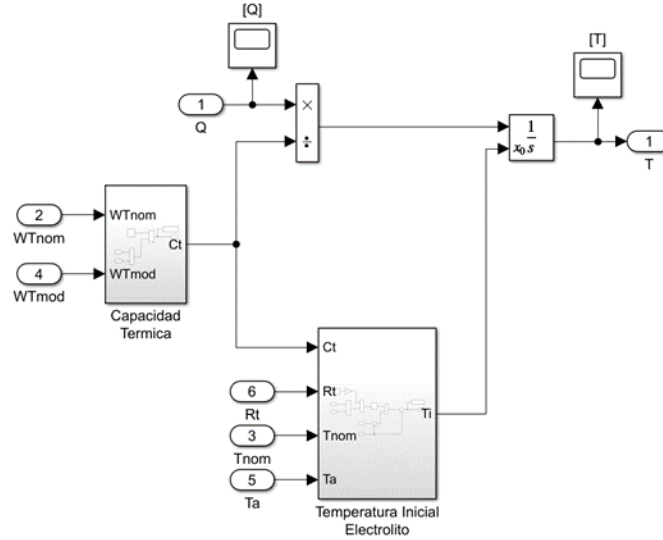 [Q]
[T]
1
Q
×
÷
1
s
x₀
1
T
2
WTnom
4
WTmod
WTnom
WTmod
Ct
Capacidad
Termica
6
Rt
3
Tnom
5
Ta
Ct
Rt
Tnom
Ta
Ti
Temperatura Inicial
Electrolito